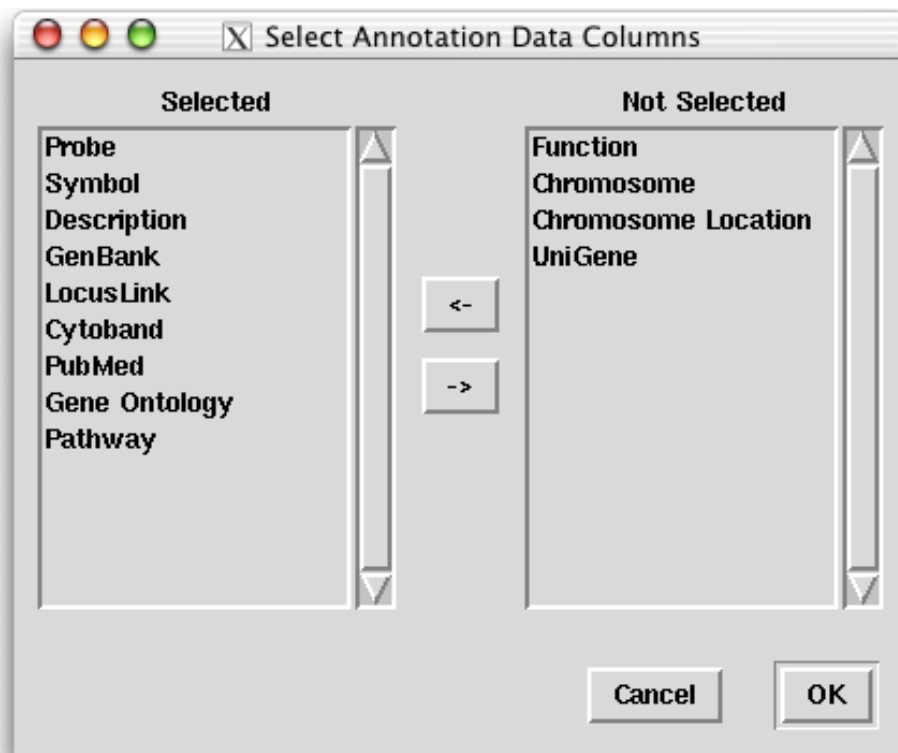 Select Annotation Data Columns
Selected
Probe
Symbol
Description
GenBank
LocusLink
Cytoband
PubMed
Gene Ontology
Pathway
<-
->
Not Selected
Function
Chromosome
Chromosome Location
UniGene
Cancel
OK